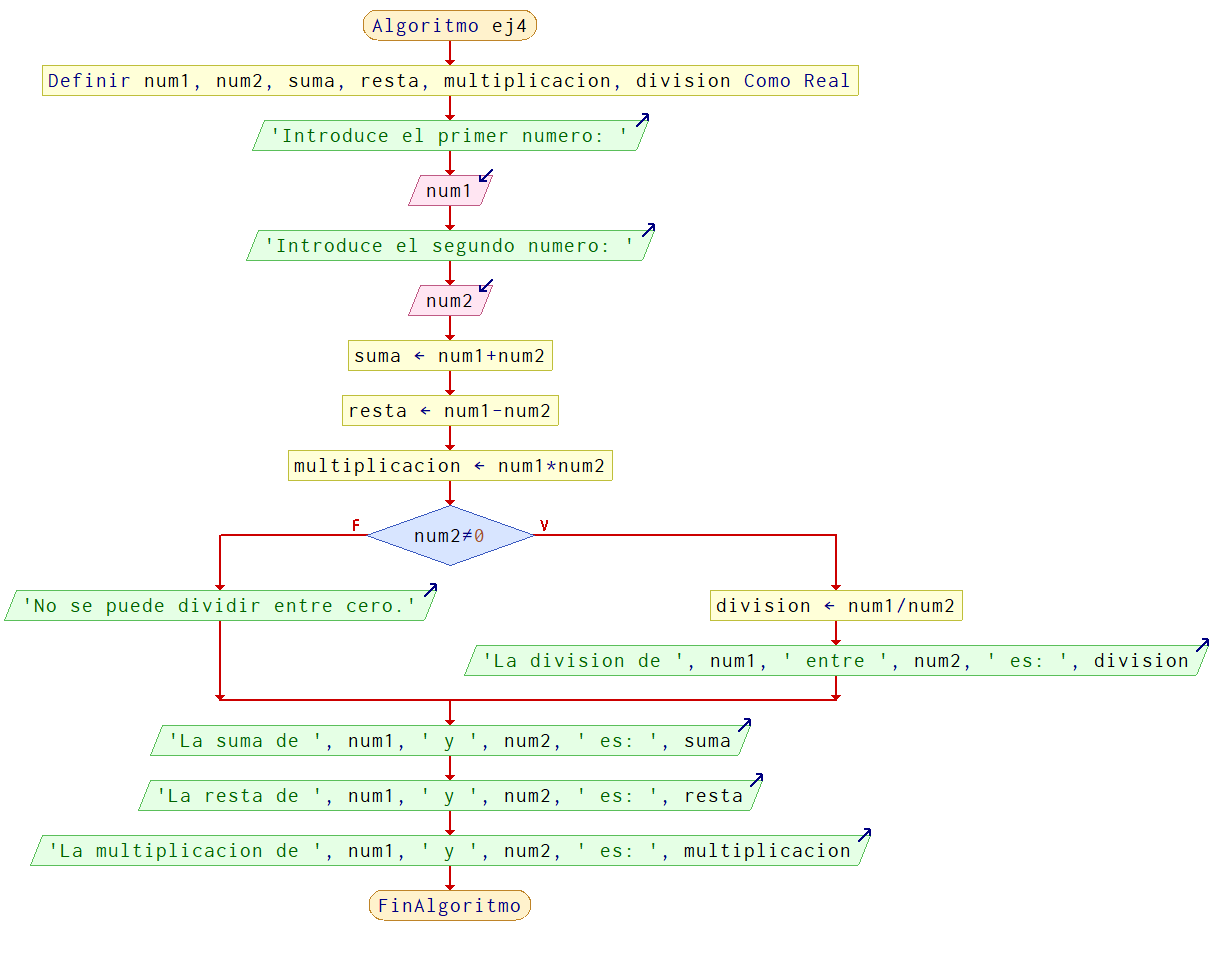 Algoritmo ej4
Definir num1, num2, suma, resta, multiplicacion, division Como Real
'Introduce el primer numero: '
num1
'Introduce el segundo numero: '
num2
suma ← num1+num2
resta ← num1-num2
multiplicacion ← num1*num2
F
V
num2≠0
'No se puede dividir entre cero.'
division ← num1/num2
'La division de ', num1, ' entre ', num2, ' es: ', division
'La suma de ', num1, ' y ', num2, ' es: ', suma
'La resta de ', num1, ' y ', num2, ' es: ', resta
'La multiplicacion de ', num1, ' y ', num2, ' es: ', multiplicacion
FinAlgoritmo